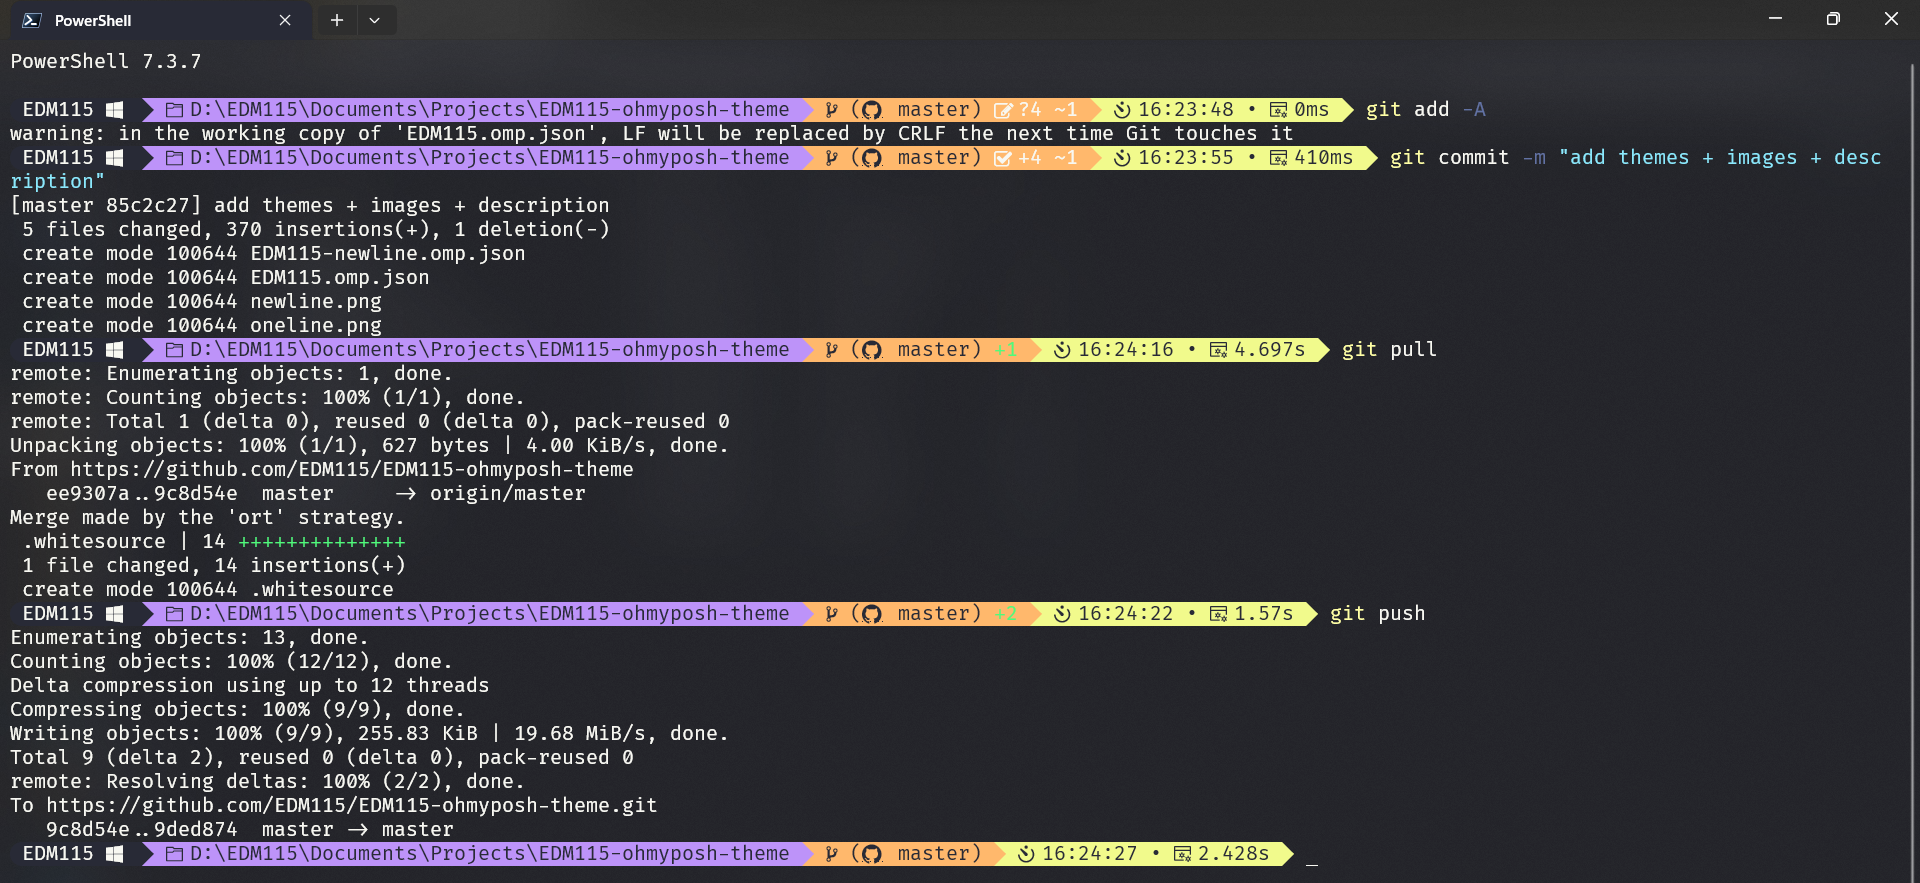 PowerShell
PowerShell 7.3.7
EDM115 D:\EDM115\Documents\Projects\EDM115-ohmyposh-theme ( master) ?4 ~1 16:23:48 • 0ms git add -A
warning: in the working copy of 'EDM115.omp.json', LF will be replaced by CRLF the next time Git touches it
EDM115 D:\EDM115\Documents\Projects\EDM115-ohmyposh-theme ( master) +4 ~1 16:23:55 • 410ms git commit -m "add themes + images + desc
ription"
[master 85c2c27] add themes + images + description
5 files changed, 370 insertions(+), 1 deletion(-)
create mode 100644 EDM115-newline.omp.json
create mode 100644 EDM115.omp.json
create mode 100644 newline.png
create mode 100644 oneline.png
EDM115 D:\EDM115\Documents\Projects\EDM115-ohmyposh-theme ( master) +1 16:24:16 • 4.697s git pull
remote: Enumerating objects: 1, done.
remote: Counting objects: 100% (1/1), done.
remote: Total 1 (delta 0), reused 0 (delta 0), pack-reused 0
Unpacking objects: 100% (1/1), 627 bytes | 4.00 KiB/s, done.
From https://github.com/EDM115/EDM115-ohmyposh-theme
ee9307a..9c8d54e master -> origin/master
Merge made by the 'ort' strategy.
.whitesource | 14 ++++++++++++++
1 file changed, 14 insertions(+)
create mode 100644 .whitesource
EDM115 D:\EDM115\Documents\Projects\EDM115-ohmyposh-theme ( master) +2 16:24:22 • 1.57s git push
Enumerating objects: 13, done.
Counting objects: 100% (12/12), done.
Delta compression using up to 12 threads
Compressing objects: 100% (9/9), done.
Writing objects: 100% (9/9), 255.83 KiB | 19.68 MiB/s, done.
Total 9 (delta 2), reused 0 (delta 0), pack-reused 0
remote: Resolving deltas: 100% (2/2), done.
To https://github.com/EDM115/EDM115-ohmyposh-theme.git
9c8d54e..9ded874 master -> master
EDM115 D:\EDM115\Documents\Projects\EDM115-ohmyposh-theme ( master) 16:24:27 • 2.428s _